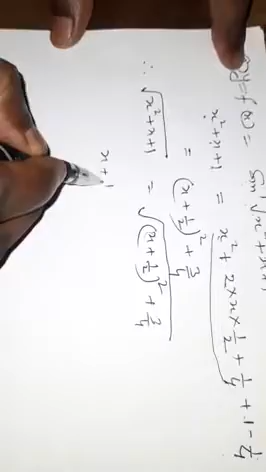 f(x) = sin⁻¹√x²+x+1
x²+x+1 = x² + 2×x×1/2 + 1/4 + 1 - 1/4
= (x+1/2)² + 3/4
∴ √x²+x+1 = √(x+1/2)² + 3/4
x+1